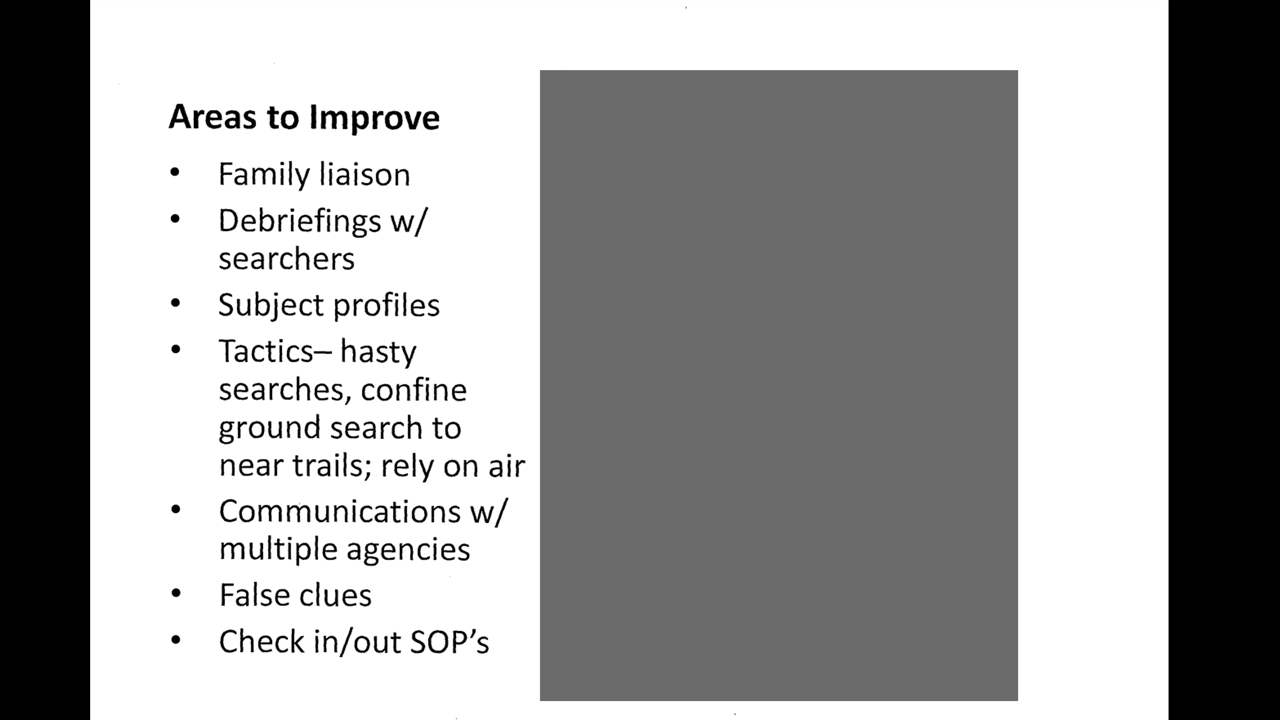 Areas to Improve
• Family liaison
• Debriefings w/
searchers
• Subject profiles
• Tactics– hasty
searches, confine
ground search to
near trails; rely on air
• Communications w/
multiple agencies
• False clues
• Check in/out SOP’s